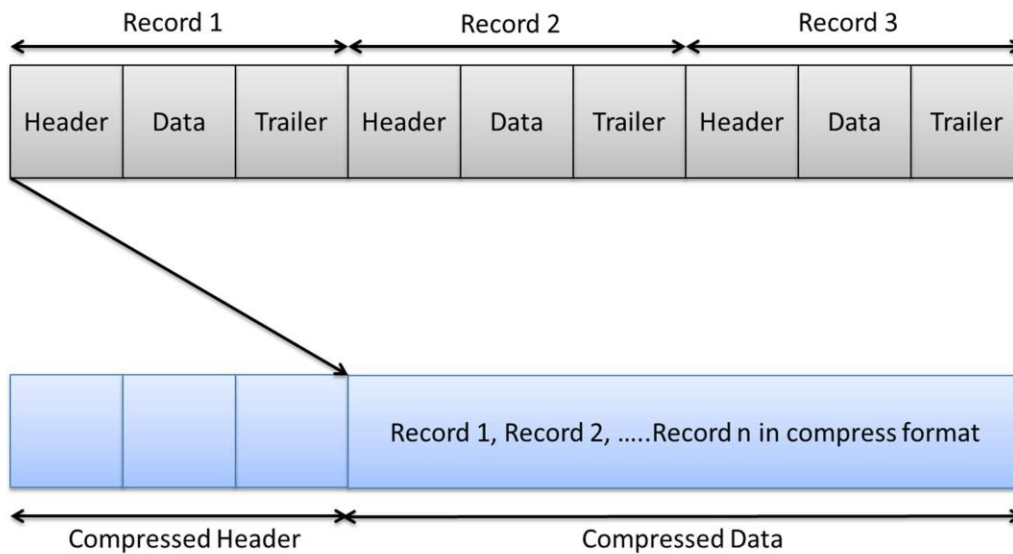 Record 1 Record 2 Record 3
Header Data Trailer Header Data Trailer Header Data Trailer
Record 1, Record 2, .....Record n in compress format
Compressed Header Compressed Data